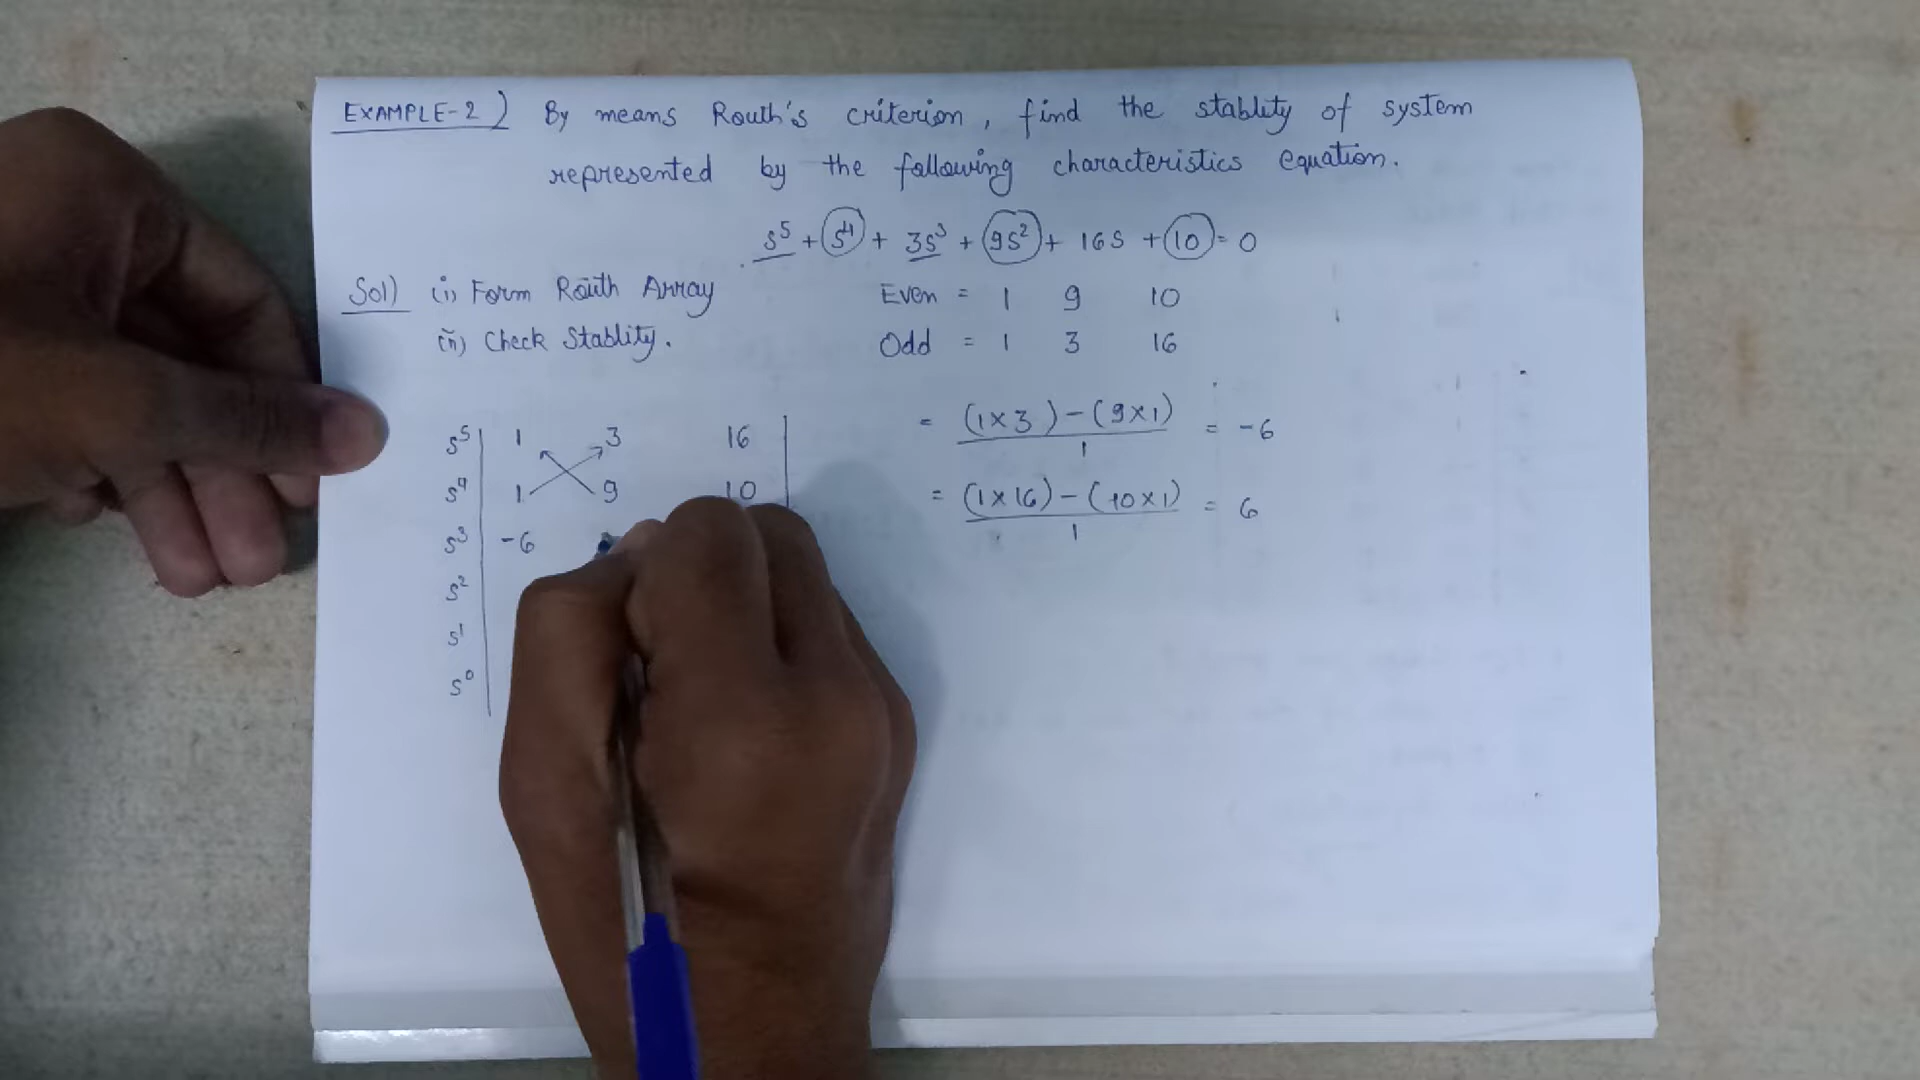 EXAMPLE-2) By means Routh's criterion, find the stablity of system
represented by the following characteristics equation.
s⁵ + s⁴ + 3s³ + 9s² + 16s + 10 = 0
Sol) (i) Form Routh Array
(ii) Check Stablity.
Even = 1 9 10
Odd = 1 3 16
s⁵ 1 3 16
s⁴ 1 9 10
s³ -6
s²
s¹
s⁰
= (1×3) - (9×1) / 1 = -6
= (1×16) - (10×1) / 1 = 6